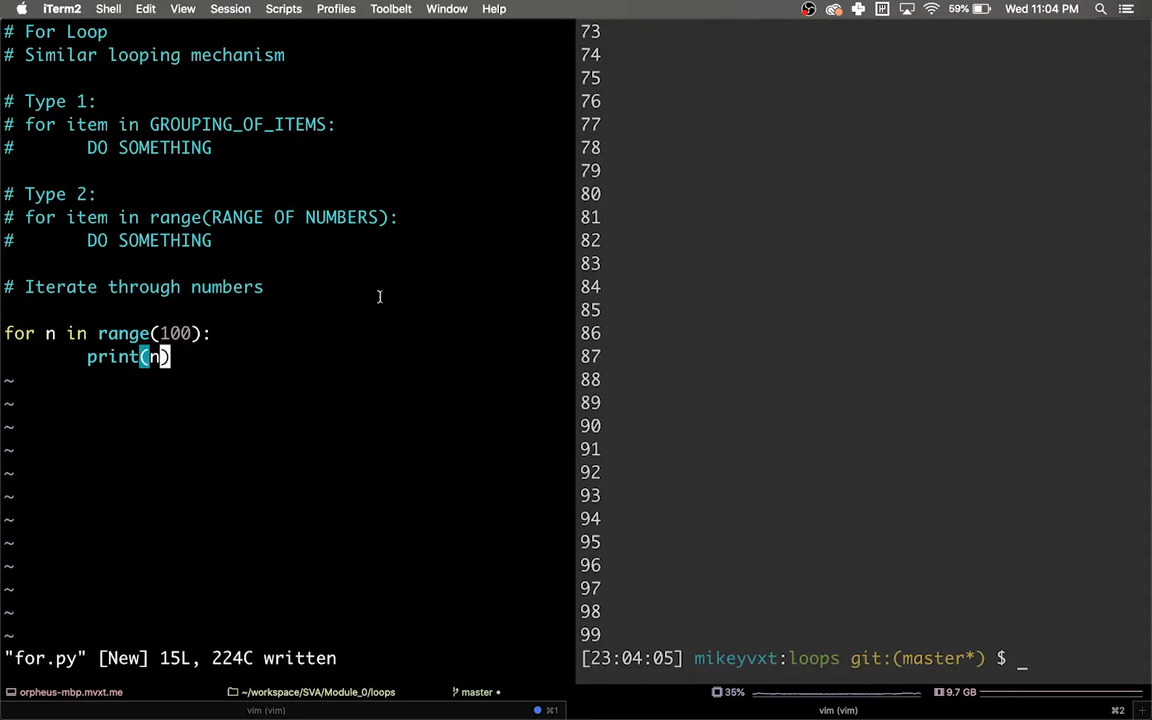 iTerm2 Shell Edit View Session Scripts Profiles Toolbelt Window Help 59% Wed 11:04 PM
# For Loop
# Similar looping mechanism
# Type 1:
# for item in GROUPING_OF_ITEMS:
# DO SOMETHING
# Type 2:
# for item in range(RANGE OF NUMBERS):
# DO SOMETHING
# Iterate through numbers
for n in range(100):
print(n)
~
~
~
~
~
~
~
~
~
~
~
~
"for.py" [New] 15L, 224C written
orpheus-mbp.mvxt.me ~/workspace/SVA/Module_0/loops master
vim (vim) ⌘1
73
74
75
76
77
78
79
80
81
82
83
84
85
86
87
88
89
90
91
92
93
94
95
96
97
98
99
[23:04:05] mikeyvxt:loops git:(master*) $ _
35% 9.7 GB
vim (vim) ⌘2